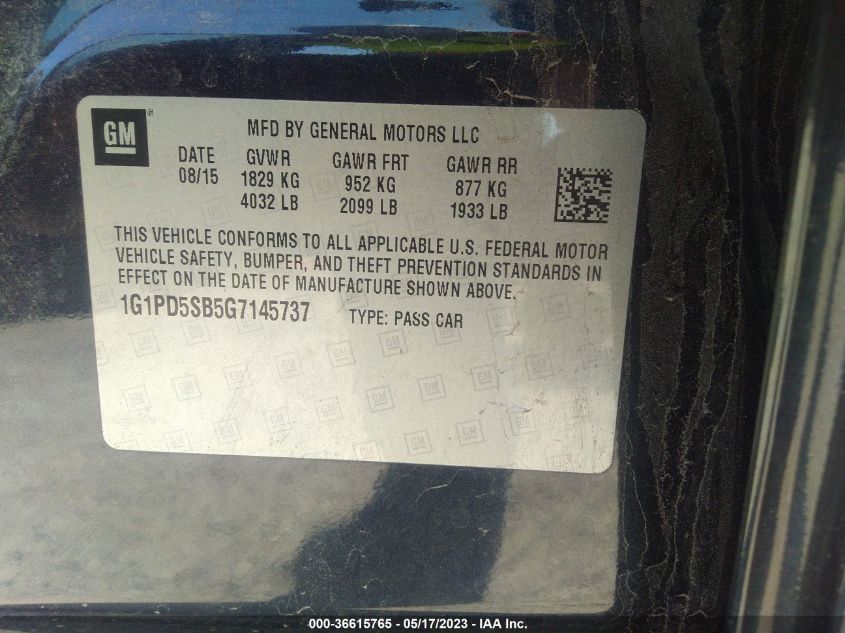 GM
MFD BY GENERAL MOTORS LLC
DATE GVWR GAWR FRT GAWR RR
08/15 1829 KG 952 KG 877 KG
4032 LB 2099 LB 1933 LB
THIS VEHICLE CONFORMS TO ALL APPLICABLE U.S. FEDERAL MOTOR
VEHICLE SAFETY, BUMPER, AND THEFT PREVENTION STANDARDS IN
EFFECT ON THE DATE OF MANUFACTURE SHOWN ABOVE.
1G1PD5SB5G7145737 TYPE: PASS CAR
000-36615765 - 05/17/2023 - IAA Inc.